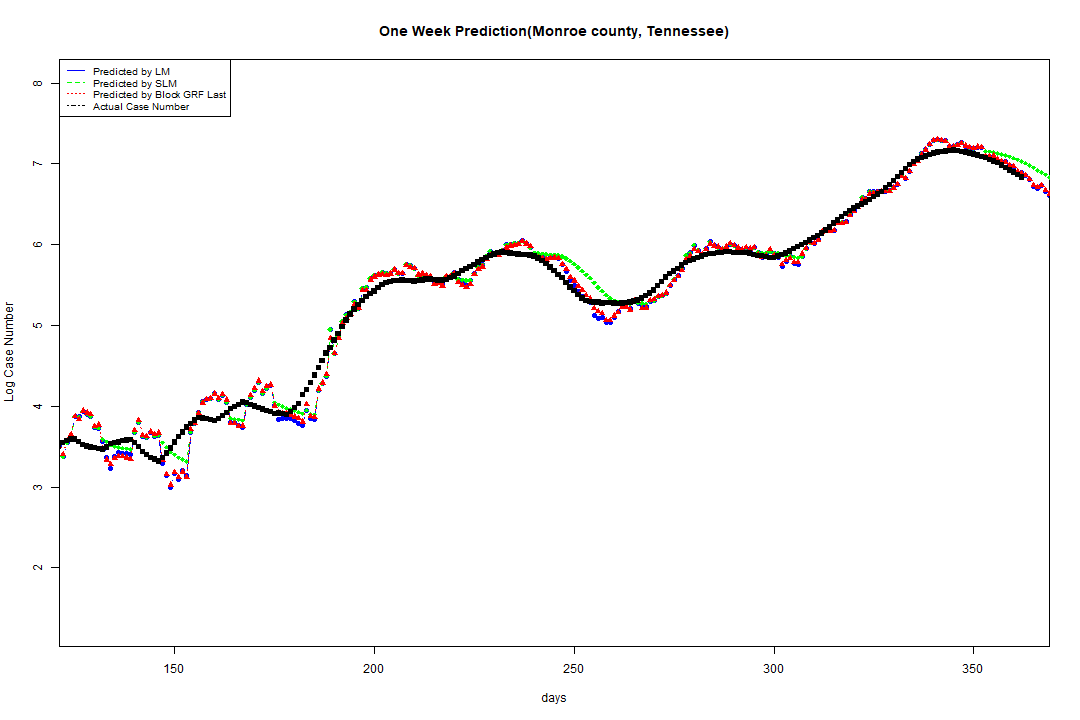 One Week Prediction(Monroe county, Tennessee)
Predicted by LM
Predicted by SLM
Predicted by Block GRF Last
Actual Case Number
8
7
6
5
4
3
2
Log Case Number
150 200 250 300 350
days